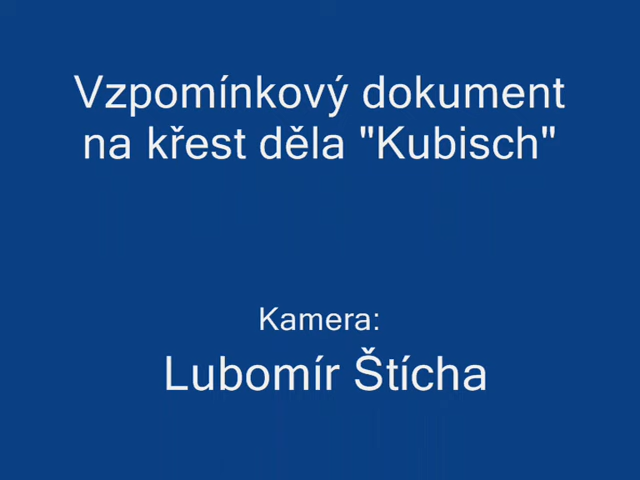 Vzpomínkový dokument
na křest děla "Kubisch"
Kamera:
Lubomír Štícha